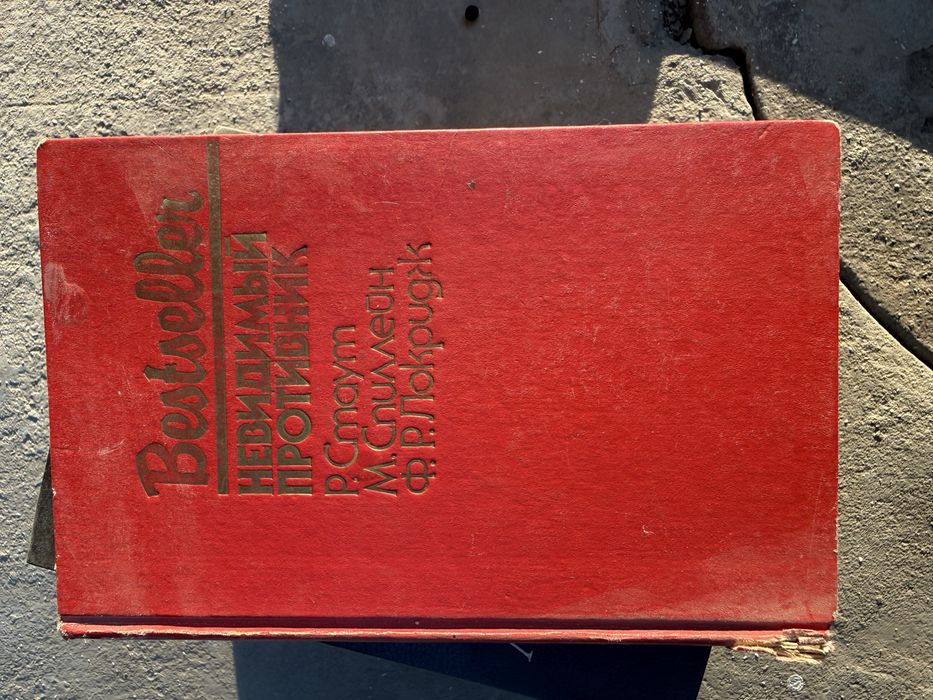 Bestseller
НЕВИДИМЫЙ
ПРОТИВНИК
Р. Стаут
М. Спиллейн
Ф. Р. Локридж